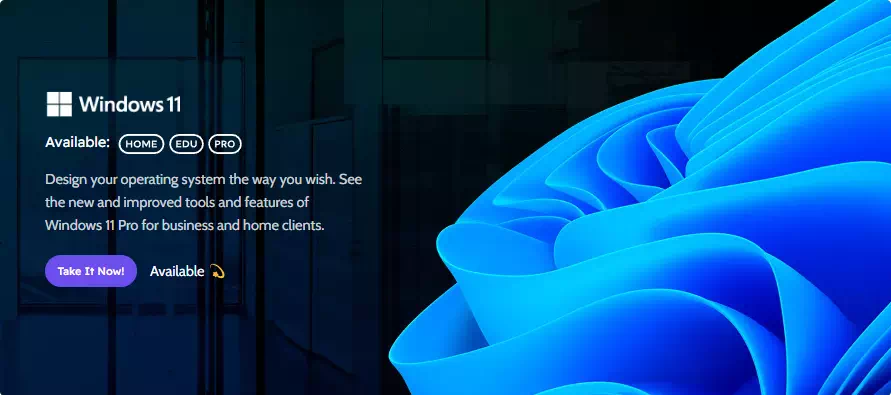 Windows 11
Available: HOME EDU PRO
Design your operating system the way you wish. See
the new and improved tools and features of
Windows 11 Pro for business and home clients.
Take It Now! Available 💫